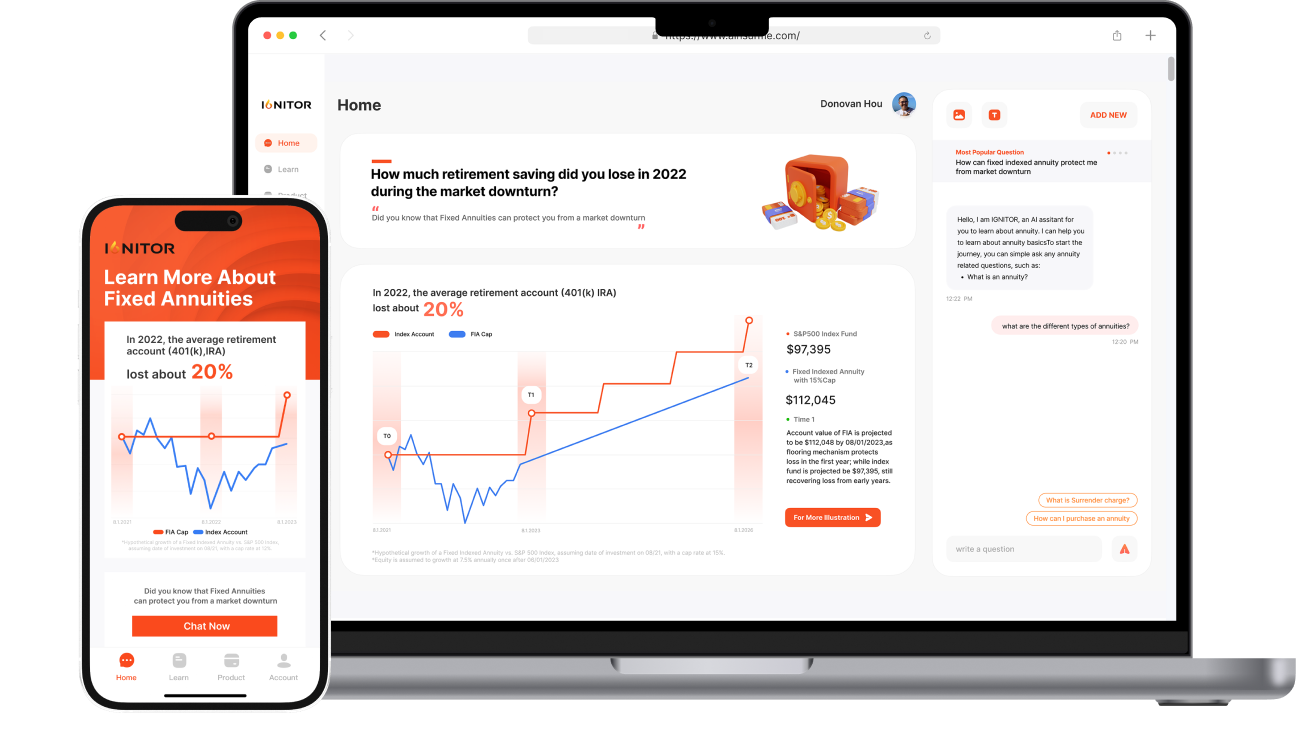 https://www.ainsurme.com/
IGNITOR
Home
Learn
Product
Home
Donovan Hou
How much retirement saving did you lose in 2022
during the market downturn?
“
Did you know that Fixed Annuities can protect you from a market downturn
”
In 2022, the average retirement account (401(k) IRA)
lost about 20%
Index Account
FIA Cap
T0
T1
T2
8.1.2021
8.1.2023
8.1.2026
S&P500 Index Fund
$97,395
Fixed Indexed Annuity
with 15%Cap
$112,045
Time 1
Account value of FIA is projected
to be $112,048 by 08/01/2023,as
flooring mechanism protects
loss in the first year; while index
fund is projected be $97,395, still
recovering loss from early years.
For More Illustration
*Hypothetical growth of a Fixed Indexed Annuity vs. S&P 500 Index, assuming date of investment on 08/21, with a cap rate at 15%.
*Equity is assumed to growth at 7.5% annually once after 08/01/2023
T
ADD NEW
Most Popular Question
How can fixed indexed annuity protect me
from market downturn
Hello, I am IGNITOR, an AI assitant for
you to learn about annuity. I can help you
to learn about annuity basicsTo start the
journey, you can simple ask any annuity
related questions, such as:
• What is an annuity?
12:22 PM
what are the different types of annuities?
12:20 PM
What is Surrender charge?
How can I purchase an annuity
write a question
IGNITOR
Learn More About
Fixed Annuities
In 2022, the average retirement
account (401(k),IRA)
lost about 20%
8.1.2021
8.1.2022
8.1.2023
FIA Cap
Index Account
*Hypothetical growth of a Fixed Indexed Annuity vs. S&P 500 Index,
assuming date of investment on 08/21, with a cap rate at 12%.
Did you know that Fixed Annuities
can protect you from a market downturn
Chat Now
Home
Learn
Product
Account